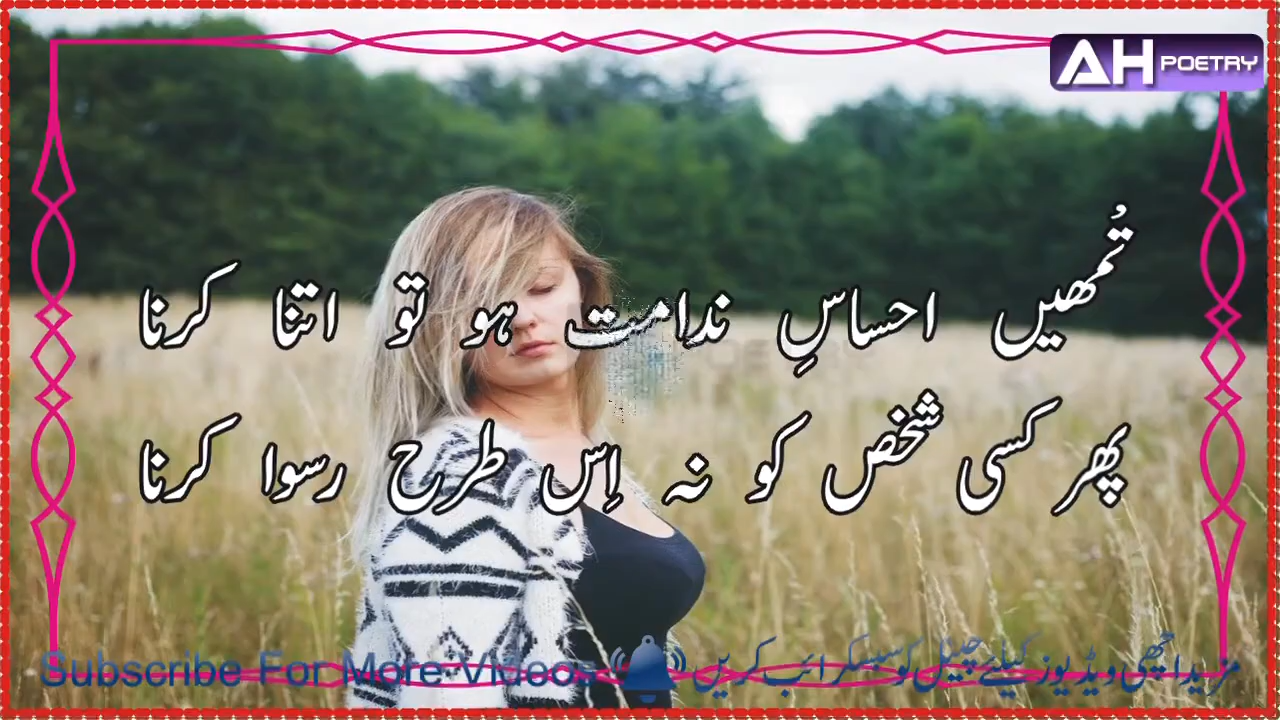 AH POETRY
تُمھیں احساسِ ندامت ہو تو اتنا کرنا
پھر کسی شخص کو نہ اِس طرح رسوا کرنا
Subscribe For More Videos مزید اچھی ویڈیوز کیلئے چینل کو سبسکرائب کریں